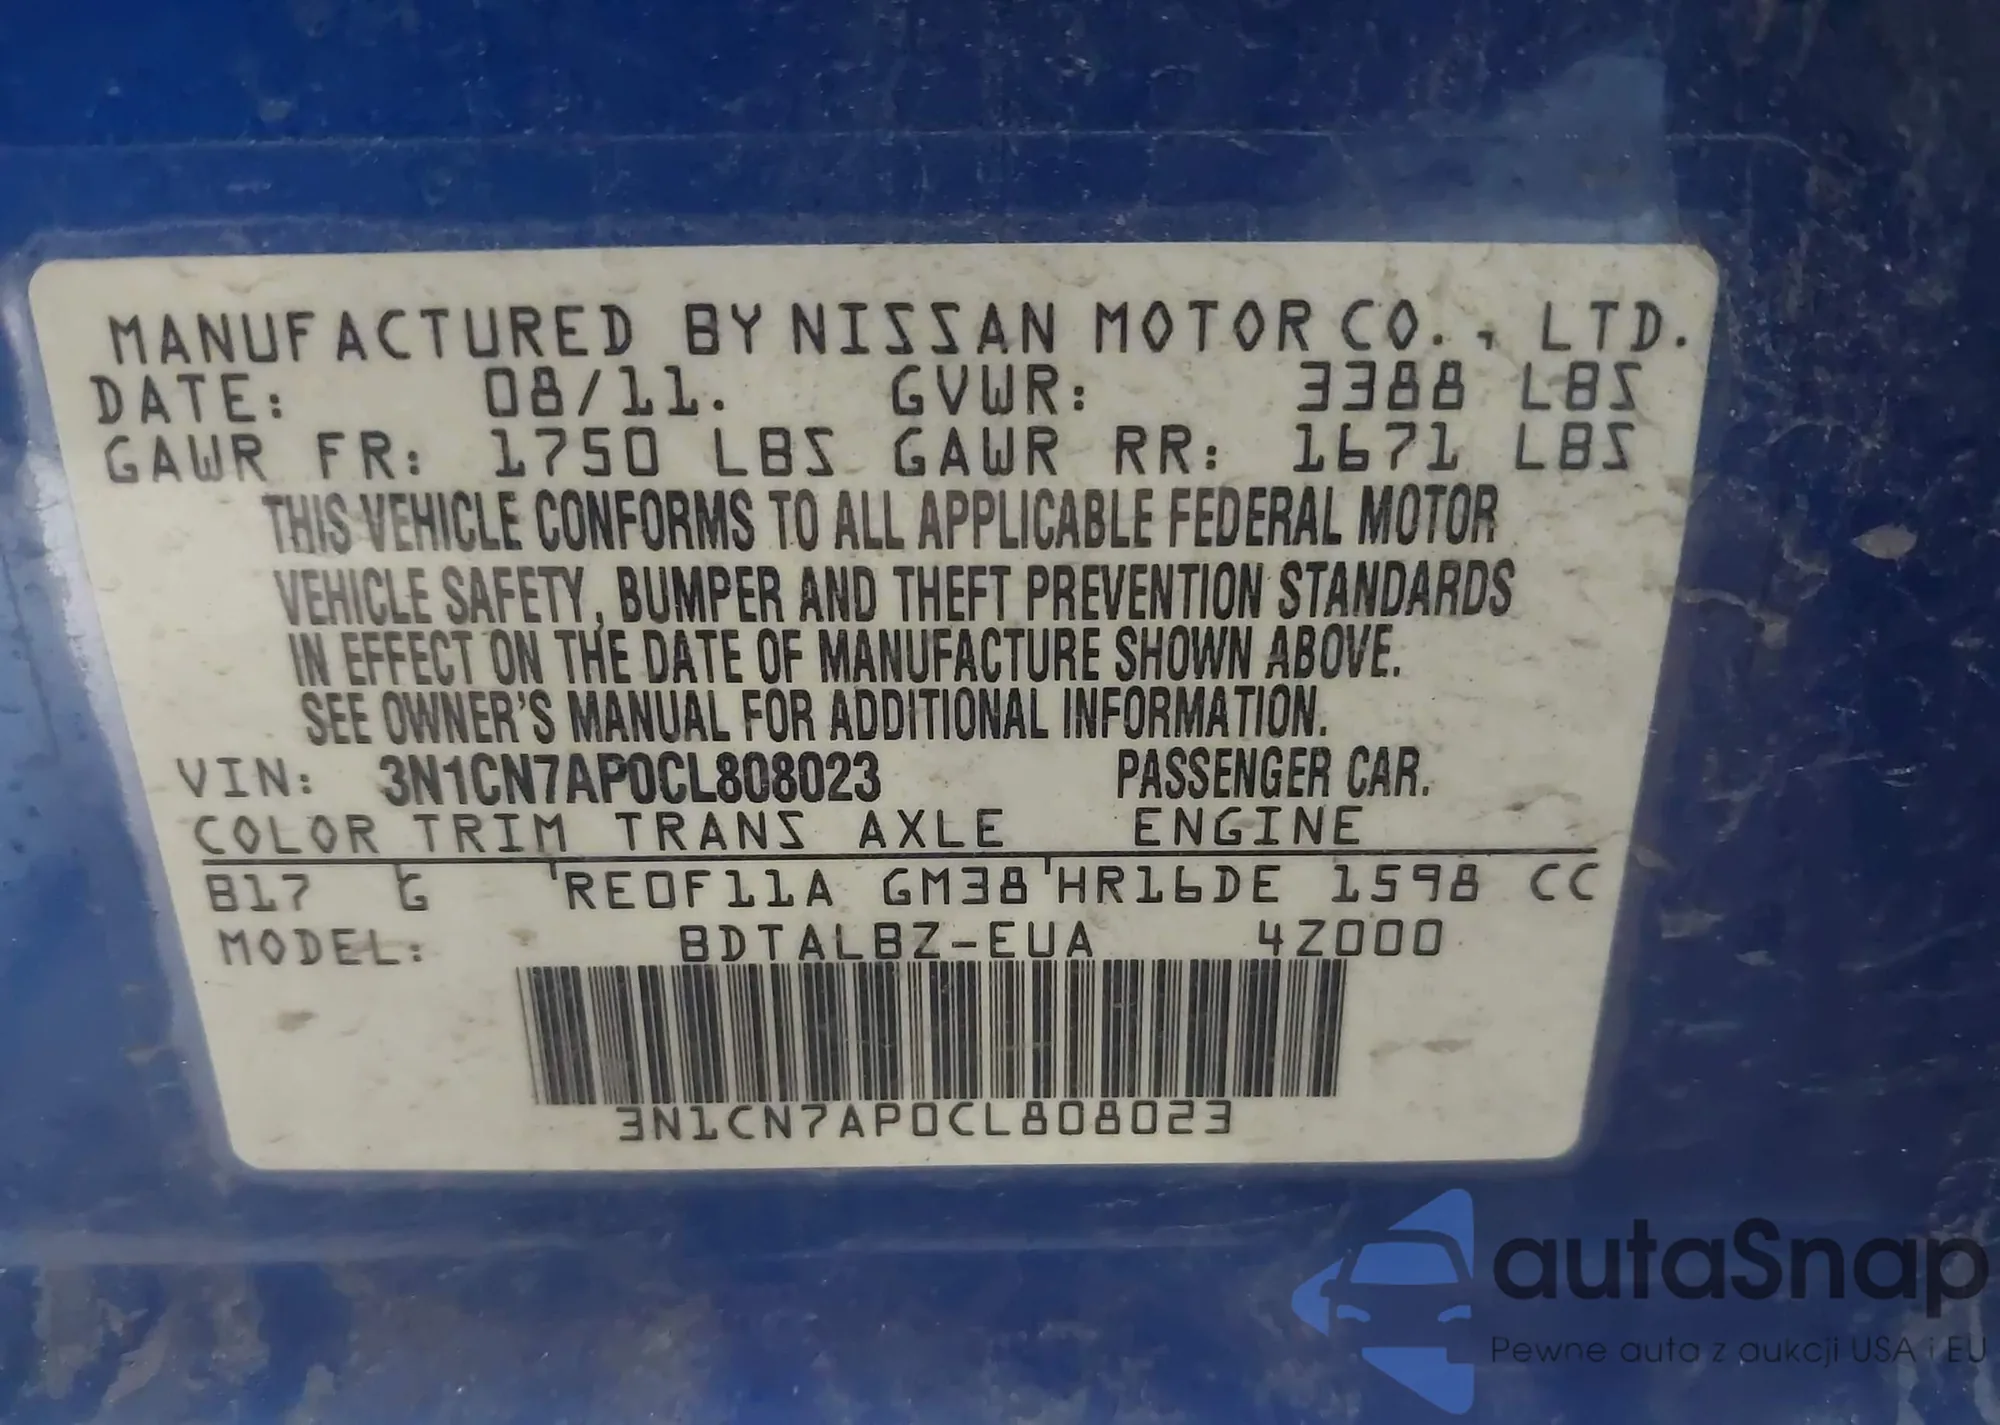 MANUFACTURED BY NISSAN MOTOR CO., LTD.
DATE: 08/11. GVWR: 3388 LBS
GAWR FR: 1750 LBS GAWR RR: 1671 LBS
THIS VEHICLE CONFORMS TO ALL APPLICABLE FEDERAL MOTOR
VEHICLE SAFETY, BUMPER AND THEFT PREVENTION STANDARDS
IN EFFECT ON THE DATE OF MANUFACTURE SHOWN ABOVE.
SEE OWNER'S MANUAL FOR ADDITIONAL INFORMATION.
VIN: 3N1CN7AP0CL808023 PASSENGER CAR.
COLOR TRIM TRANS AXLE ENGINE
B17 G RE0F11A GM38 HR16DE 1598 CC
MODEL: BDTALBZ-EUA 4Z000
3N1CN7AP0CL808023
autaSnap
Pewne auta z aukcji USA i EU